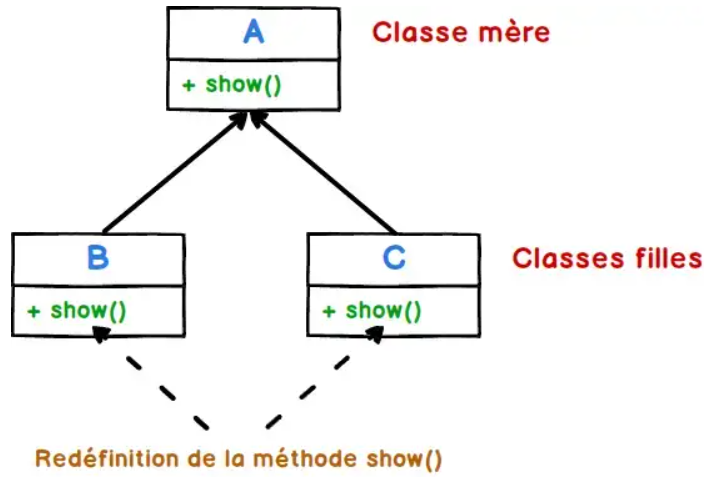 A
Classe mère
+ show()
B
C
Classes filles
+ show()
+ show()
Redéfinition de la méthode show()